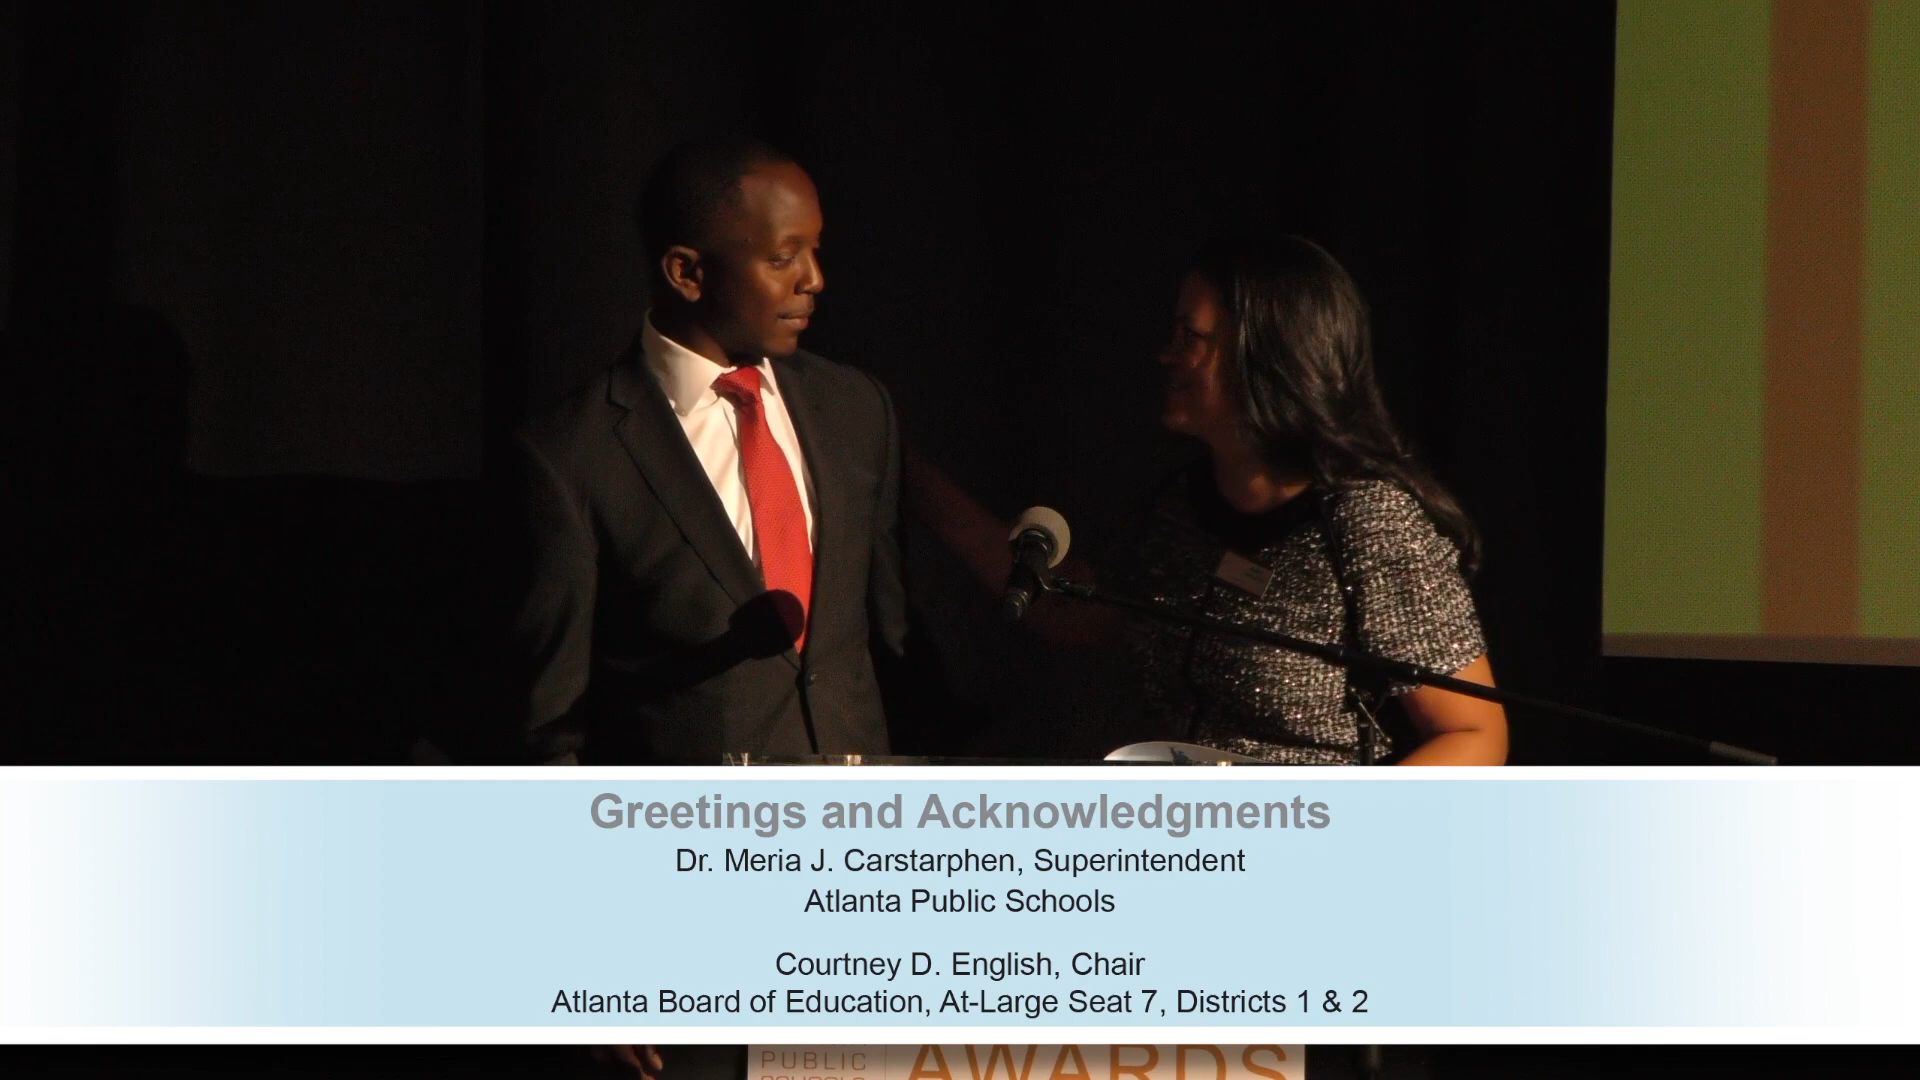 Greetings and Acknowledgments
Dr. Meria J. Carstarphen, Superintendent
Atlanta Public Schools
Courtney D. English, Chair
Atlanta Board of Education, At-Large Seat 7, Districts 1 & 2
PUBLIC
AWARDS